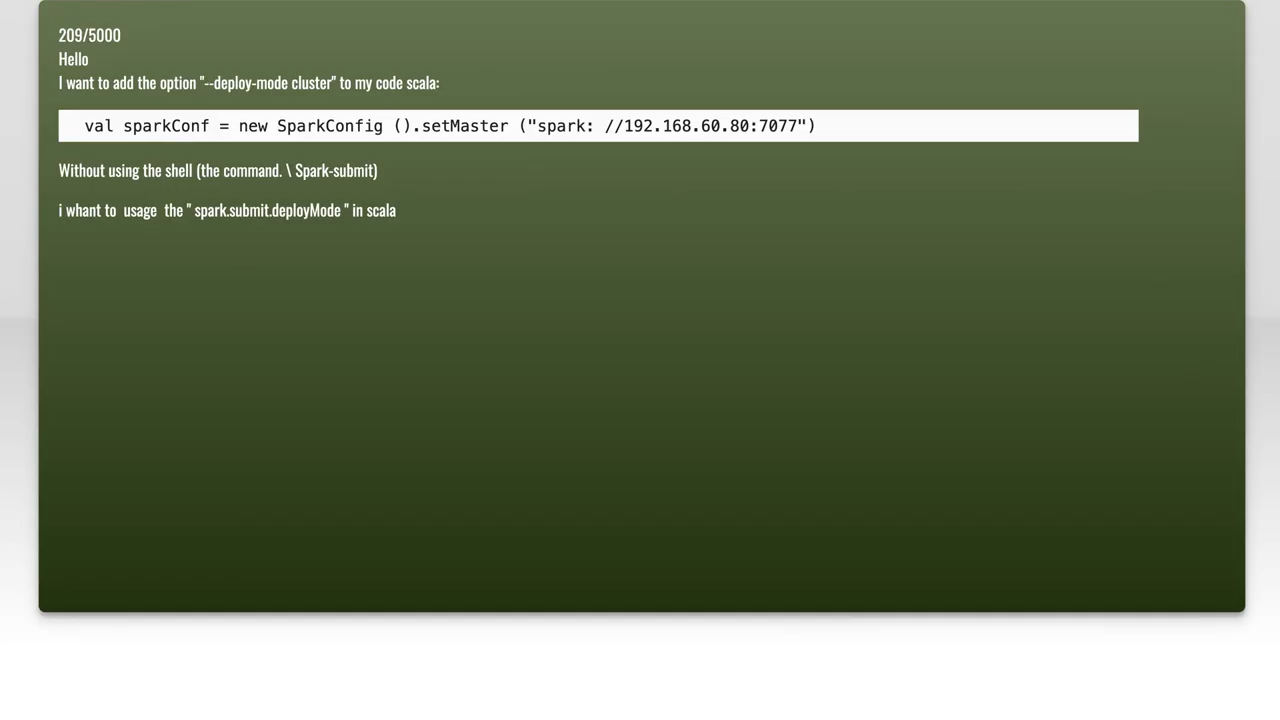 209/5000
Hello
I want to add the option "--deploy-mode cluster" to my code scala:
val sparkConf = new SparkConfig ().setMaster ("spark: //192.168.60.80:7077")
Without using the shell (the command. \ Spark-submit)
i whant to  usage  the " spark.submit.deployMode " in scala